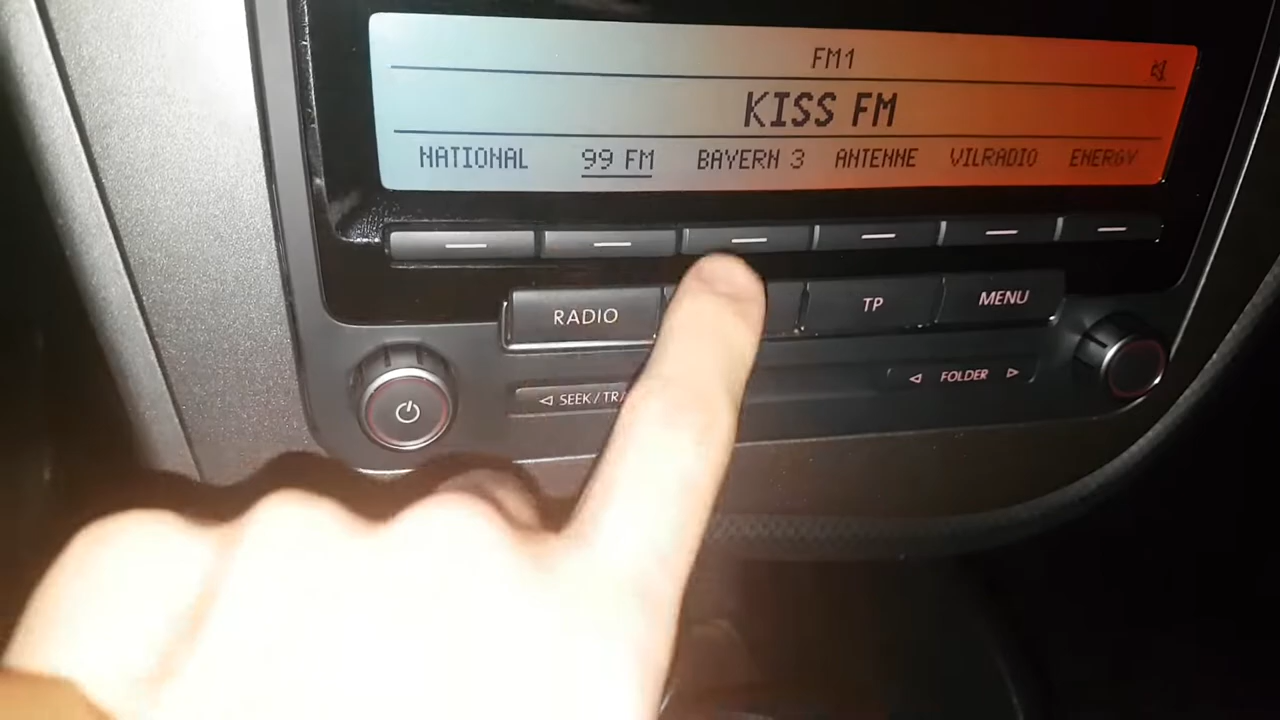 FM1
KISS FM
NATIONAL 99 FM BAYERN 3 ANTENNE VILRADIO ENERGY
RADIO TP MENU
SEEK/TR FOLDER